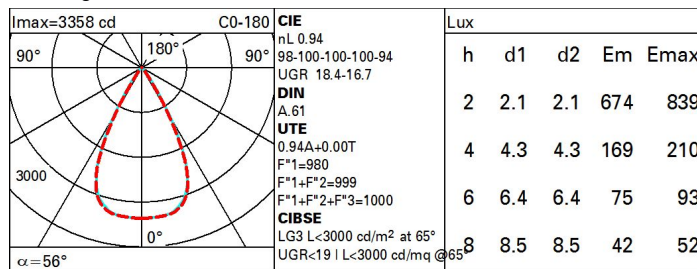 Imax=3358 cd C0-180
90° 180° 90°
3000
0°
α=56°
CIE
nL 0.94
98-100-100-100-94
UGR 18.4-16.7
DIN
A.61
UTE
0.94A+0.00T
F"1=980
F"1+F"2=999
F"1+F"2+F"3=1000
CIBSE
LG3 L<3000 cd/m² at 65°
UGR<19 | L<3000 cd/mq @65°
Lux
h d1 d2 Em Emax
2 2.1 2.1 674 839
4 4.3 4.3 169 210
6 6.4 6.4 75 93
8 8.5 8.5 42 52